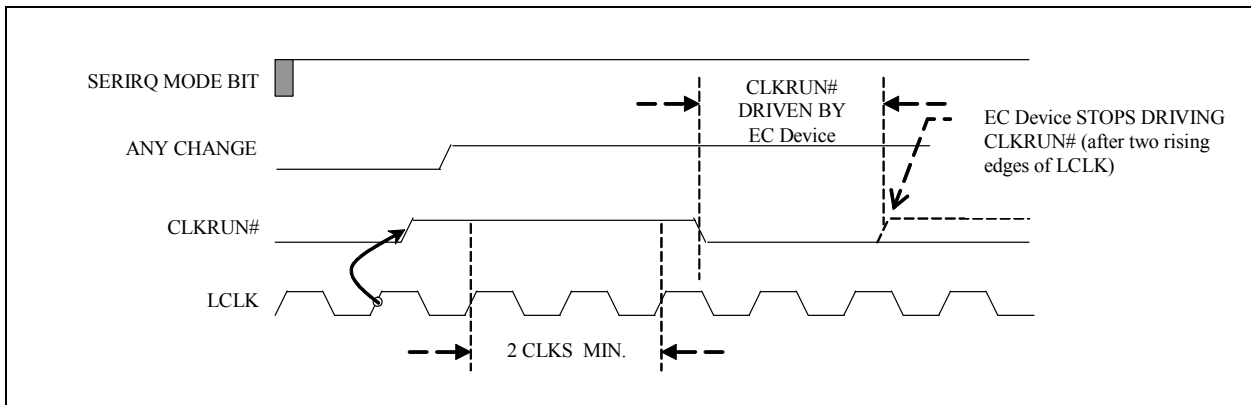 SERIRQ MODE BIT
CLKRUN#
DRIVEN BY
EC Device
EC Device STOPS DRIVING
CLKRUN# (after two rising
edges of LCLK)
ANY CHANGE
CLKRUN#
LCLK
2 CLKS MIN.